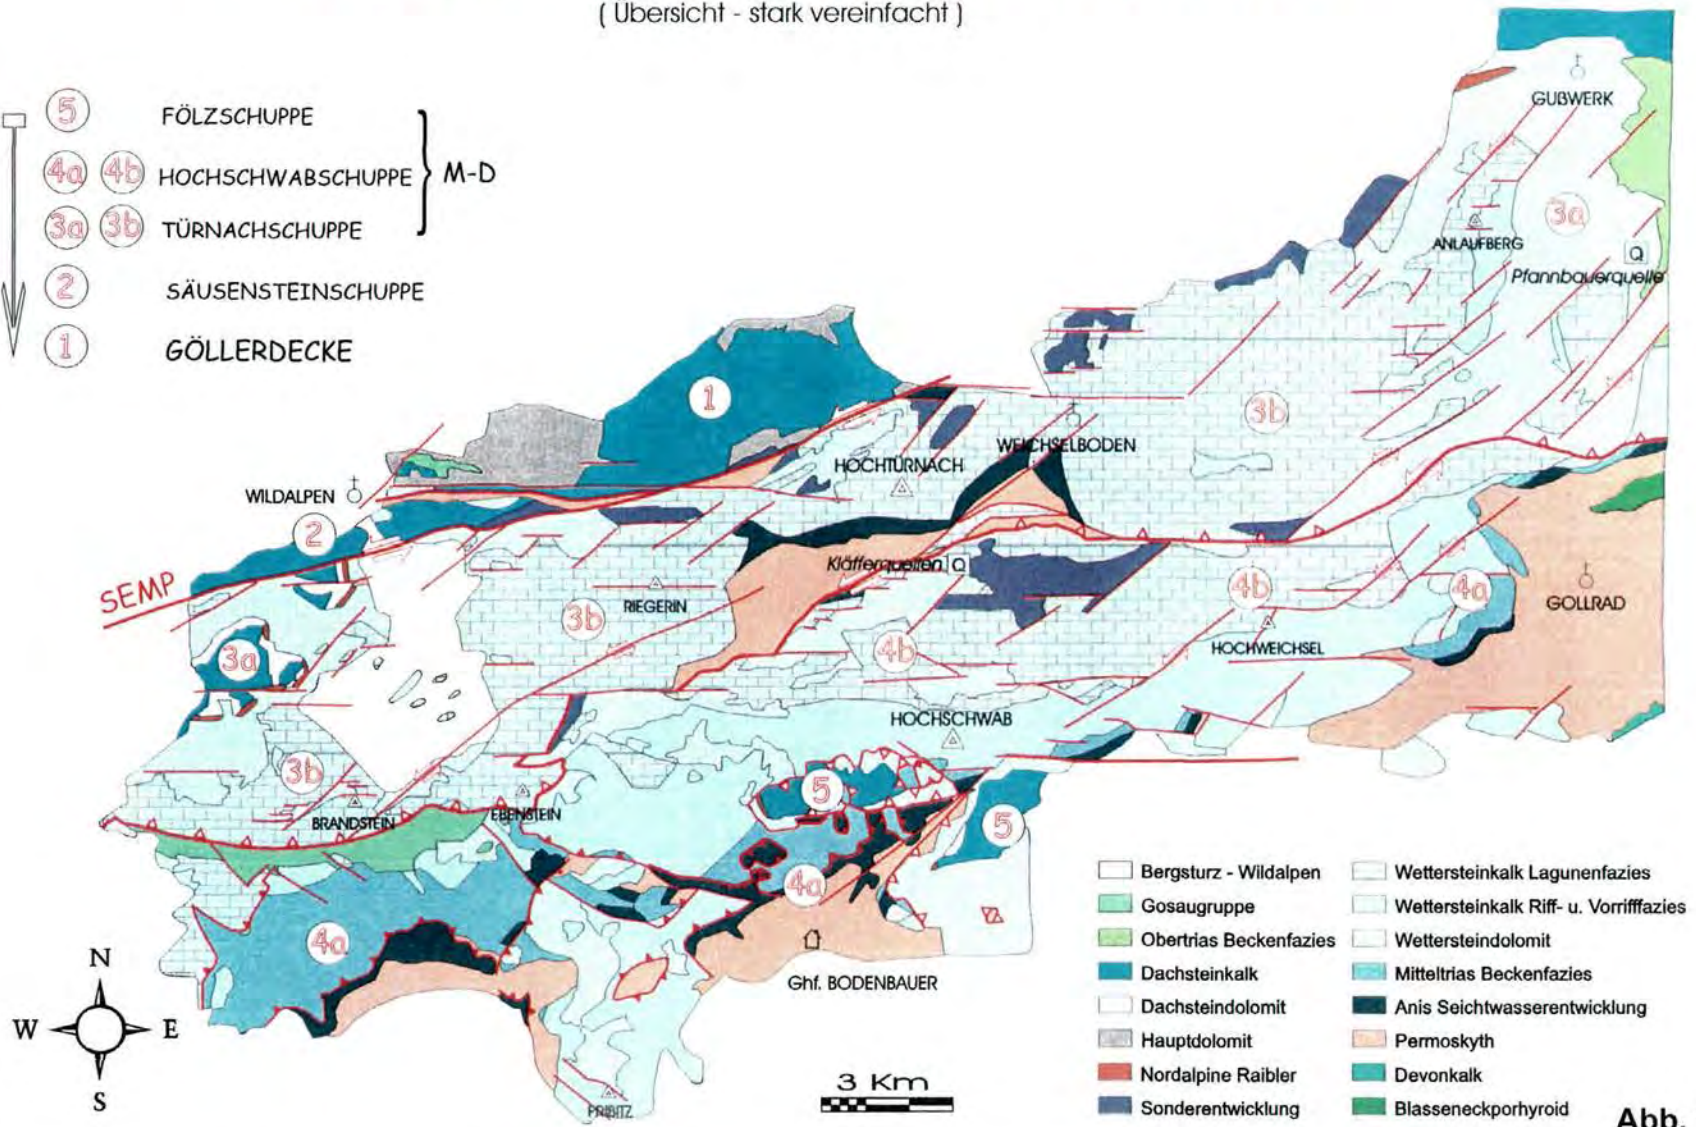 ( Übersicht - stark vereinfacht )
5 FÖLZSCHUPPE
4a 4b HOCHSCHWABSCHUPPE
M-D
3a 3b TÜRNACHSCHUPPE
2 SÄUSENSTEINSCHUPPE
1 GÖLLERDECKE
GUßWERK
3a
ANLAUFBERG
Q
Pfannbauerquelle
1
3b
WEICHSELBODEN
HOCHTÜRNACH
WILDALPEN
2
SEMP
Kläfferquellen Q
RIEGERIN
3b
4b
4a
GOLLRAD
3a
4b
HOCHWEICHSEL
HOCHSCHWAB
3b
BRANDSTEIN
EBENSTEIN
5
5
4a
4a
Ghf. BODENBAUER
PRIBITZ
N
W E
S
3 Km
Bergsturz - Wildalpen
Gosaugruppe
Obertrias Beckenfazies
Dachsteinkalk
Dachsteindolomit
Hauptdolomit
Nordalpine Raibler
Sonderentwicklung
Wettersteinkalk Lagunenfazies
Wettersteinkalk Riff- u. Vorrifffazies
Wettersteindolomit
Mitteltrias Beckenfazies
Anis Seichtwasserentwicklung
Permoskyth
Devonkalk
Blasseneckporhyroid
Abb.